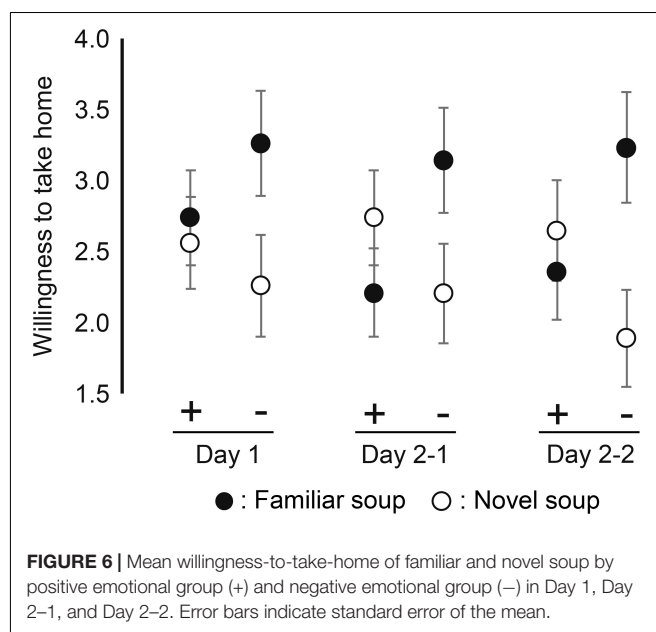 Willingness to take home
4.0
3.5
3.0
2.5
2.0
1.5
+ - + - + -
Day 1 Day 2-1 Day 2-2
● : Familiar soup ○ : Novel soup
FIGURE 6 | Mean willingness-to-take-home of familiar and novel soup by
positive emotional group (+) and negative emotional group (−) in Day 1, Day
2–1, and Day 2–2. Error bars indicate standard error of the mean.